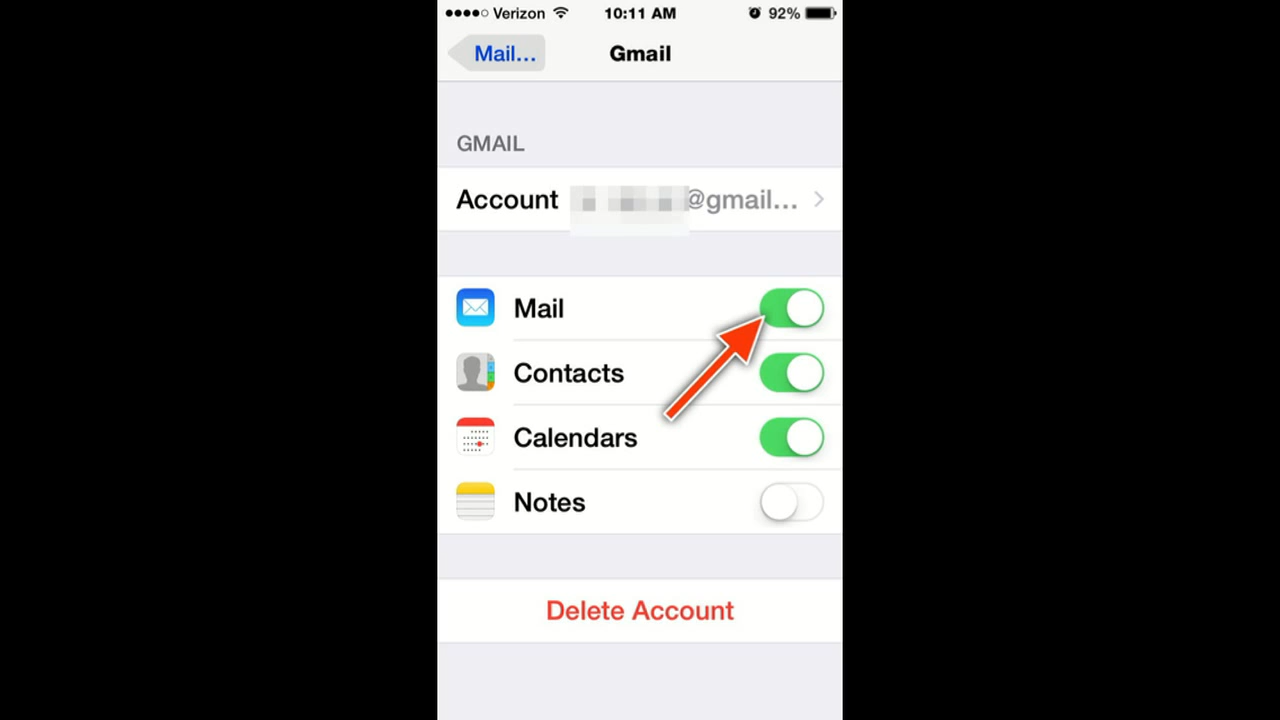 Verizon 10:11 AM 92%
Mail... Gmail
GMAIL
Account @gmail...
Mail
Contacts
Calendars
Notes
Delete Account